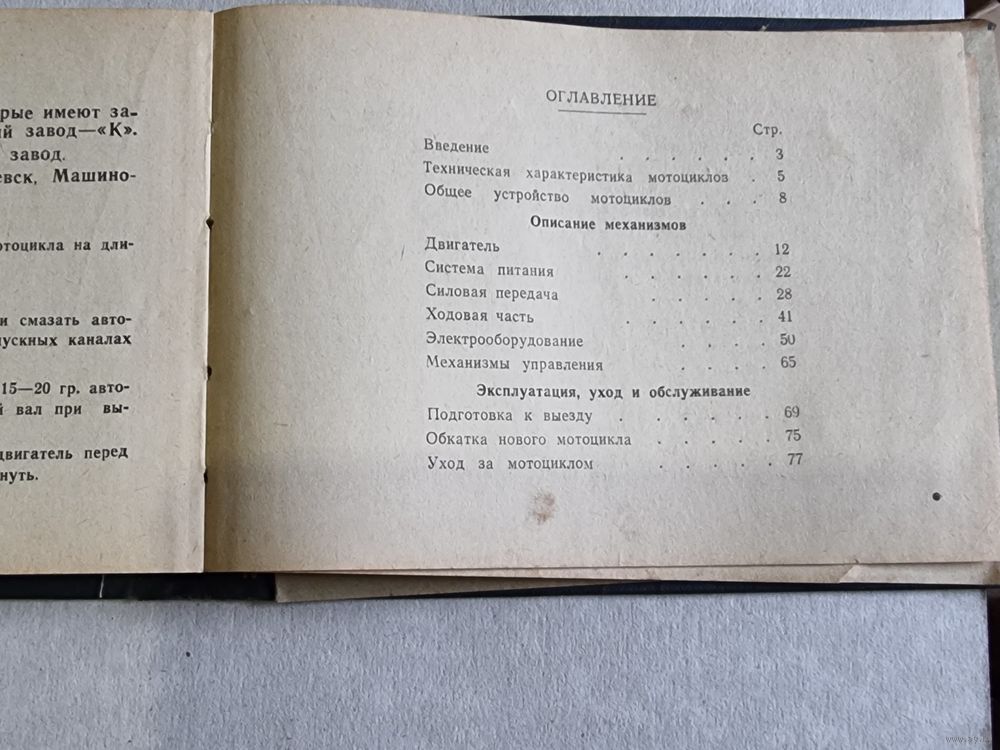 рые имеют за-
й завод—«К».
завод.
евск, Машино-
отоцикла на дли-
и смазать авто-
пускных каналах
15—20 гр. авто-
й вал при вы-
двигатель перед
нуть.
ОГЛАВЛЕНИЕ
Стр.
Введение . . . . . . 3
Техническая характеристика мотоциклов . 5
Общее устройство мотоциклов . . . 8
Описание механизмов
Двигатель . . . . . . . 12
Система питания . . . . . . 22
Силовая передача . . . . . 28
Ходовая часть . . . . . . 41
Электрооборудование . . . . 50
Механизмы управления . . . . 65
Эксплуатация, уход и обслуживание
Подготовка к выезду . . . . . . 69
Обкатка нового мотоцикла . . . . . 75
Уход за мотоциклом . . . . . 77